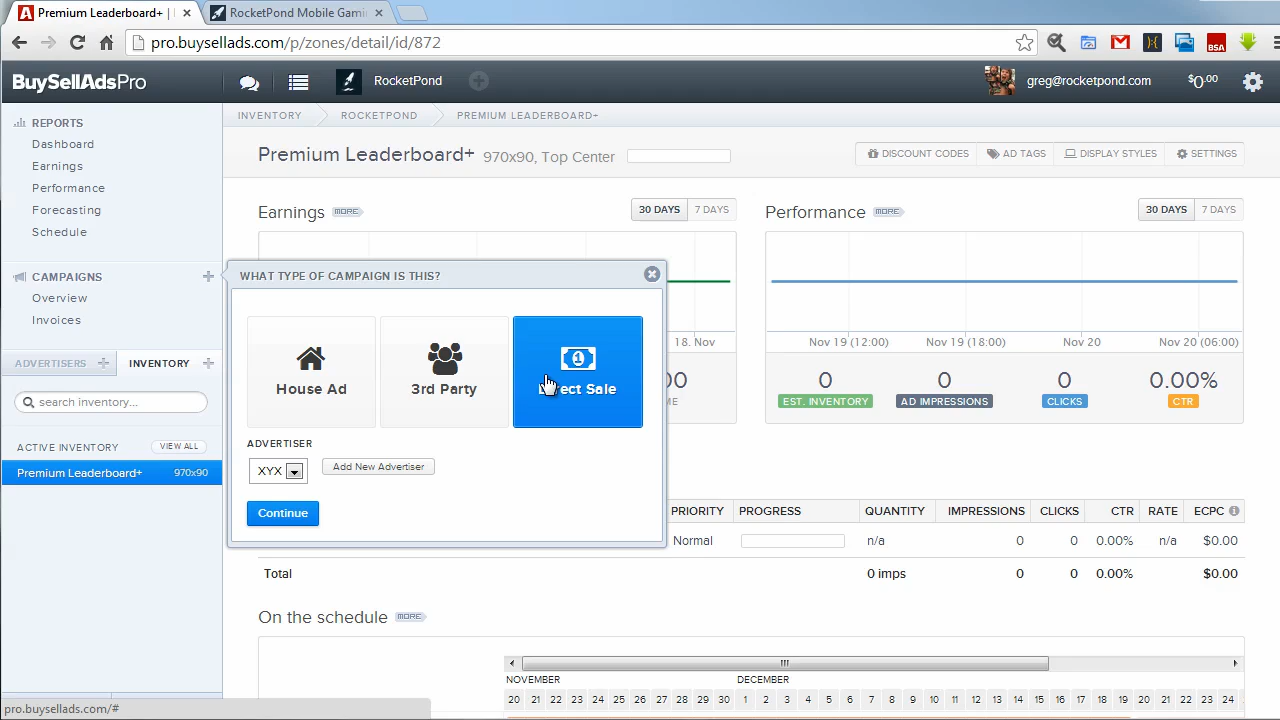 Premium Leaderboard+ |
RocketPond Mobile Gami
pro.buysellads.com/p/zones/detail/id/872
BSA
BuySellAdsPro
RocketPond
greg@rocketpond.com
$0.00
REPORTS
Dashboard
Earnings
Performance
Forecasting
Schedule
CAMPAIGNS
Overview
Invoices
ADVERTISERS
INVENTORY
search inventory...
ACTIVE INVENTORY
VIEW ALL
Premium Leaderboard+ 970x90
INVENTORY
ROCKETPOND
PREMIUM LEADERBOARD+
Premium Leaderboard+ 970x90, Top Center
DISCOUNT CODES
AD TAGS
DISPLAY STYLES
SETTINGS
Earnings MORE
30 DAYS 7 DAYS
18. Nov
Performance MORE
30 DAYS 7 DAYS
Nov 19 (12:00) Nov 19 (18:00) Nov 20 Nov 20 (06:00)
0 0 0 0.00%
EST. INVENTORY AD IMPRESSIONS CLICKS CTR
WHAT TYPE OF CAMPAIGN IS THIS?
House Ad
3rd Party
ect Sale
ADVERTISER
XYX
Add New Advertiser
Continue
PRIORITY PROGRESS QUANTITY IMPRESSIONS CLICKS CTR RATE ECPC
Normal n/a 0 0 0.00% n/a $0.00
Total 0 imps 0 0 0.00% $0.00
On the schedule MORE
NOVEMBER DECEMBER
20 21 22 23 24 25 26 27 28 29 30 1 2 3 4 5 6 7 8 9 10 11 12 13 14 15 16 17 18 19 20 21 22 23 24
pro.buysellads.com/#